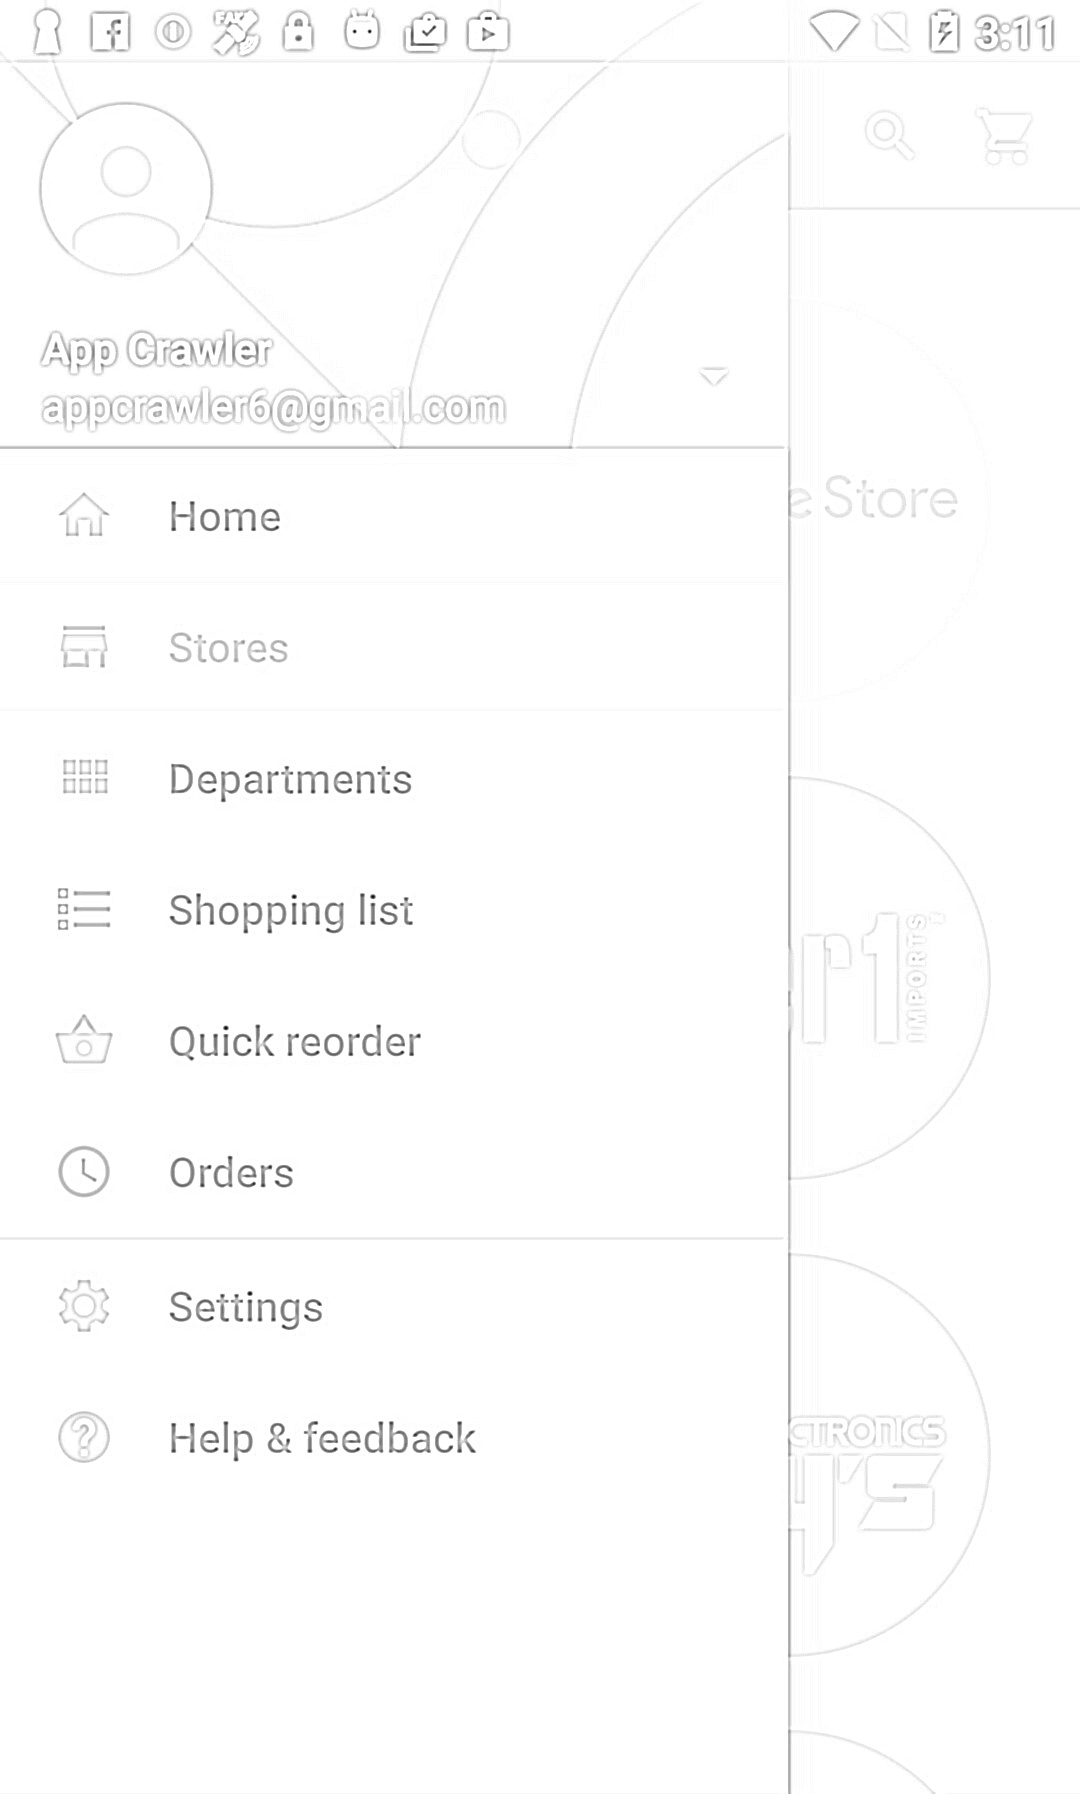 3:11
App Crawler
appcrawler6@gmail.com
Home
Stores
Departments
Shopping list
Quick reorder
Orders
Settings
Help & feedback
e Store
r1
IMPORTS
CTRONICS
Y'S